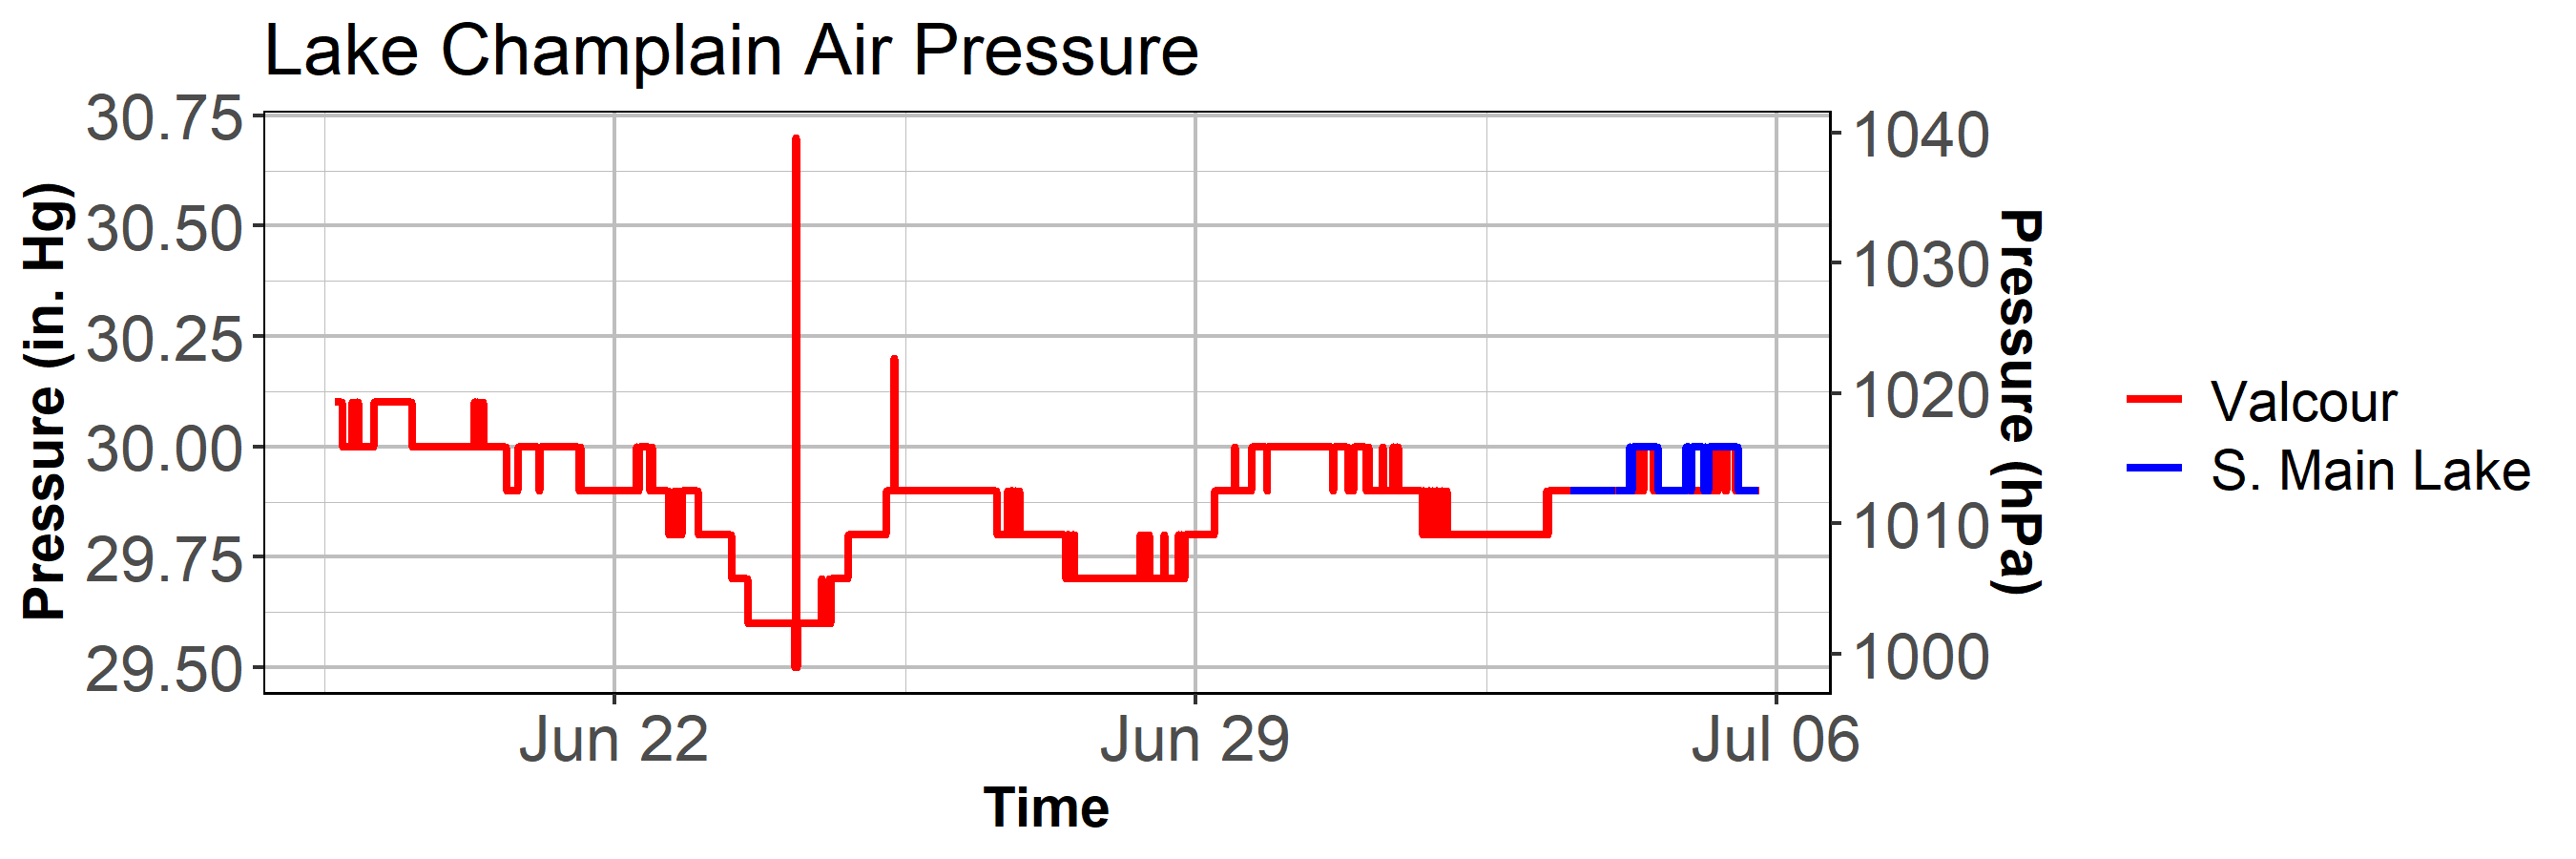 Lake Champlain Air Pressure
Pressure (in. Hg)
30.75
30.50
30.25
30.00
29.75
29.50
1040
1030
1020
1010
1000
Pressure (hPa)
Jun 22
Jun 29
Jul 06
Time
Valcour
S. Main Lake